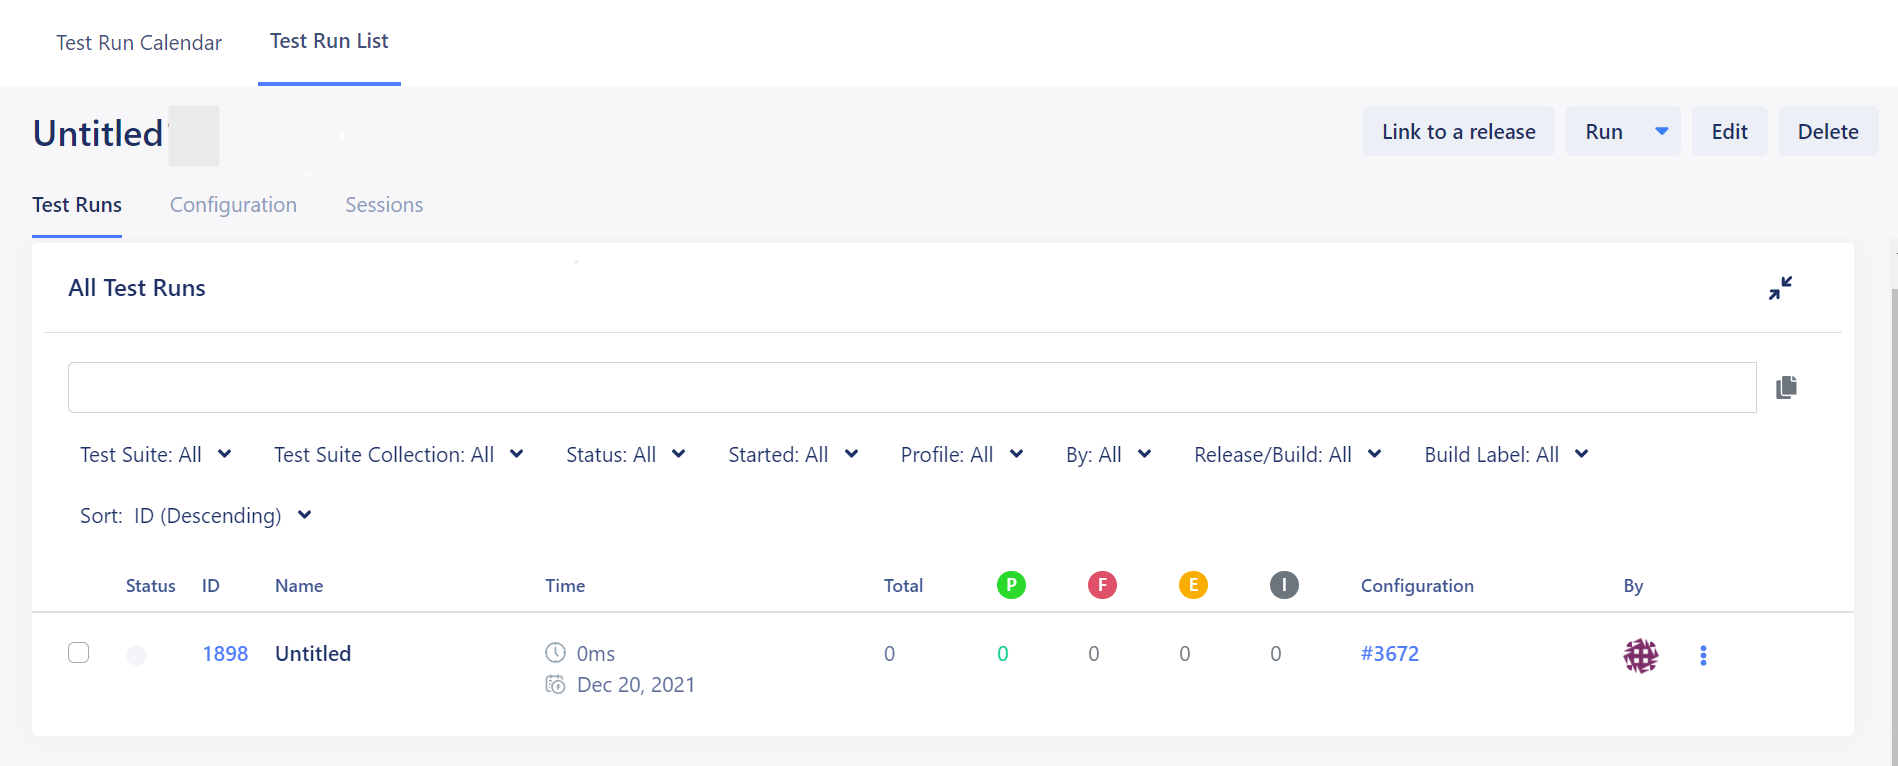 Test Run Calendar Test Run List
Untitled
Link to a release Run Edit Delete
Test Runs Configuration Sessions
All Test Runs
Test Suite: All Test Suite Collection: All Status: All Started: All Profile: All By: All Release/Build: All Build Label: All
Sort: ID (Descending)
Status ID Name Time Total P F E I Configuration By
1898 Untitled 0ms 0 0 0 0 0 #3672
Dec 20, 2021